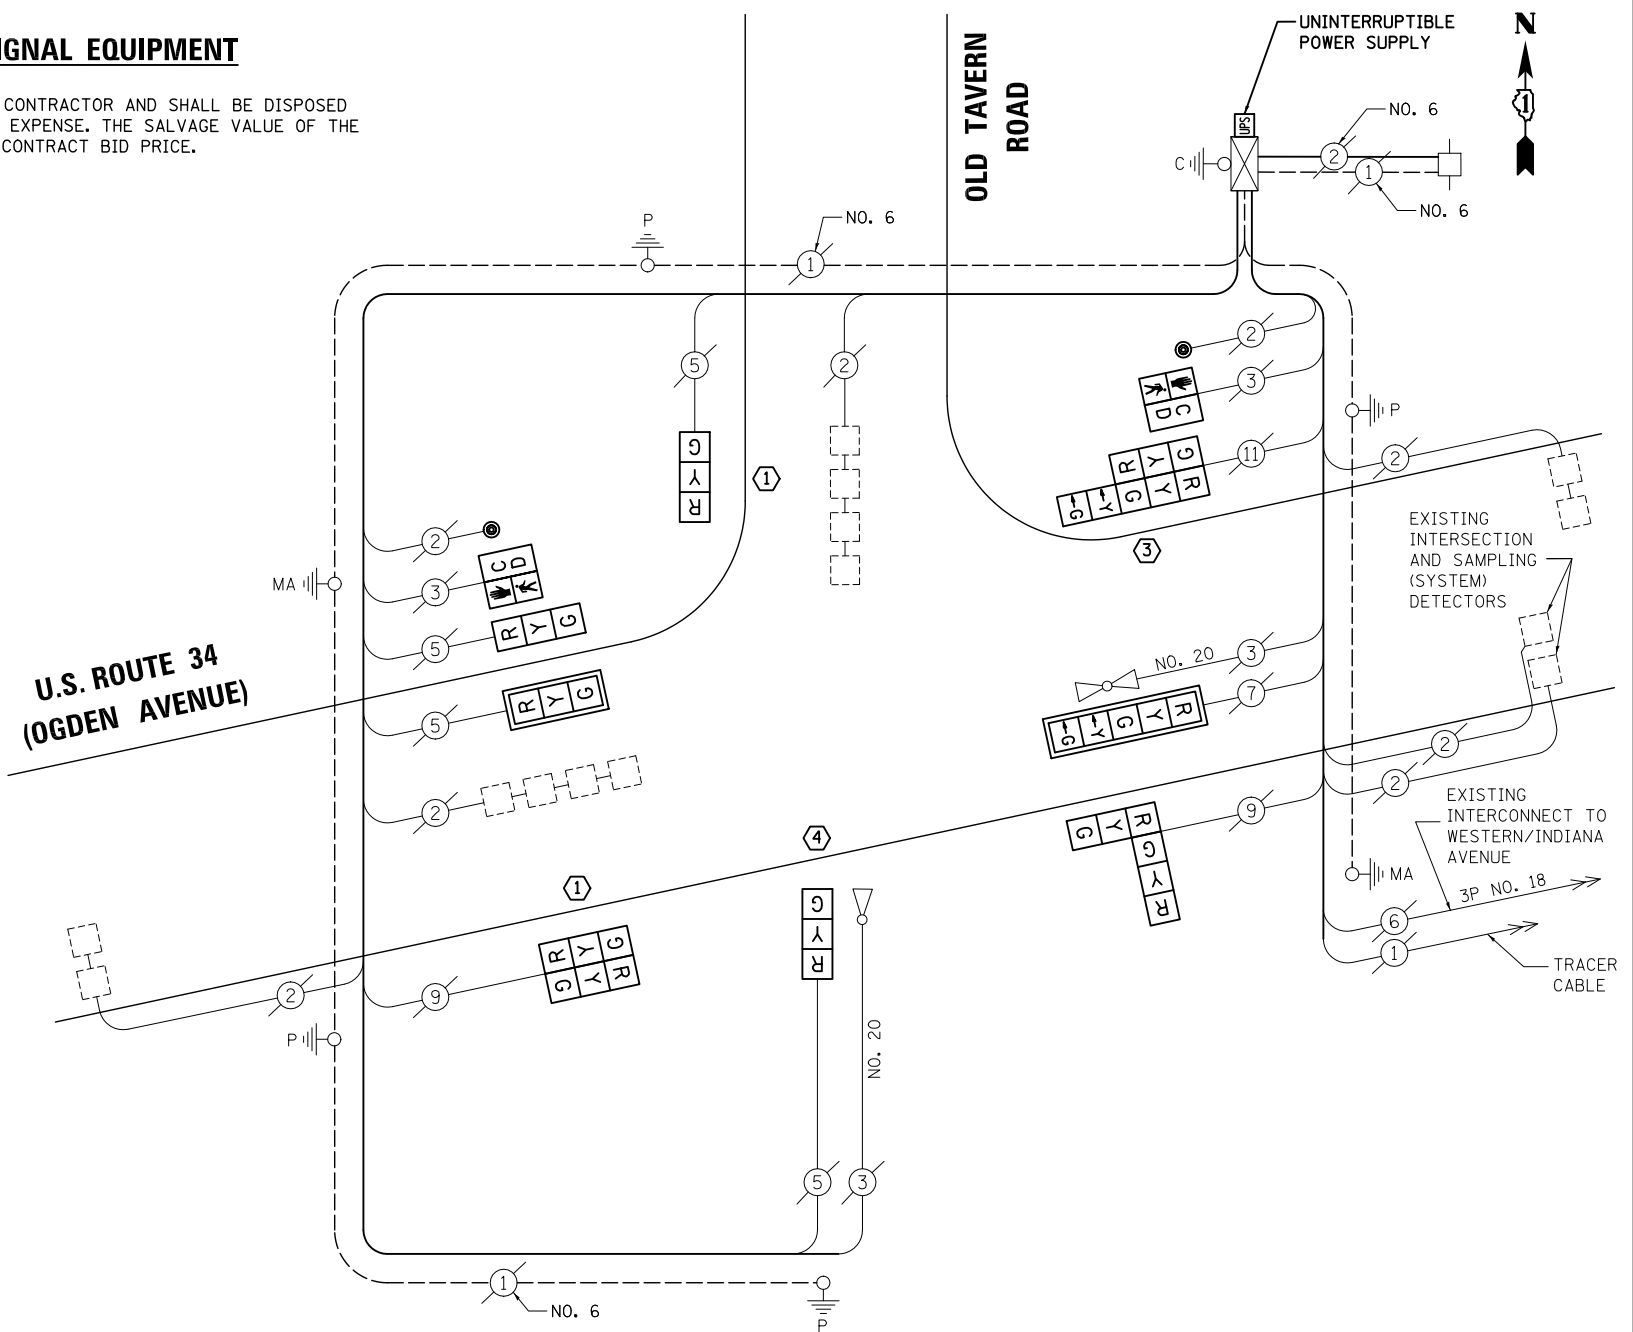 IGNAL EQUIPMENT
CONTRACTOR AND SHALL BE DISPOSED
EXPENSE. THE SALVAGE VALUE OF THE
CONTRACT BID PRICE.
OLD TAVERN
ROAD
UNINTERRUPTIBLE
POWER SUPPLY
N
1
UPS
C
2
NO. 6
1
NO. 6
P
1
NO. 6
5
2
2
3
C
D
11
R Y G
←G ←Y G Y R
P
2
G
Y
R
1
3
EXISTING
INTERSECTION
AND SAMPLING
(SYSTEM)
DETECTORS
2
3
C
D
MA
5
R Y G
5
R Y G
U.S. ROUTE 34
(OGDEN AVENUE)
2
NO. 20
3
7
←G ←Y G Y R
2
2
9
G Y R
G
Y
R
4
1
EXISTING
INTERCONNECT TO
WESTERN/INDIANA
AVENUE
MA
3P NO. 18
6
1
TRACER
CABLE
G
Y
R
2
9
R Y G
G Y R
P
NO. 20
5
3
1
NO. 6
P